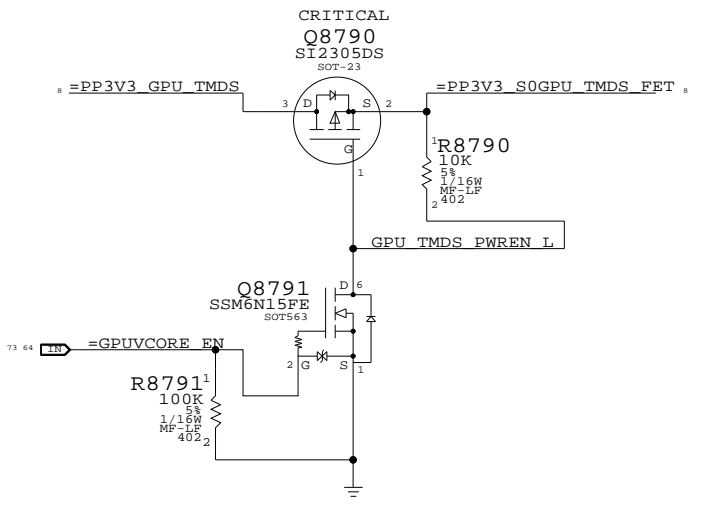 CRITICAL
Q8790
SI2305DS
SOT-23
8 =PP3V3_GPU_TMDS
3 D S 2
=PP3V3_S0GPU_TMDS_FET 8
G
1
1 R8790
10K
5%
1/16W
MF-LF
2 402
GPU_TMDS_PWREN_L
Q8791
SSM6N15FE
SOT563
D 6
2 G S 1
73 64 IN =GPUVCORE_EN
R8791 1
100K
5%
1/16W
MF-LF
402 2